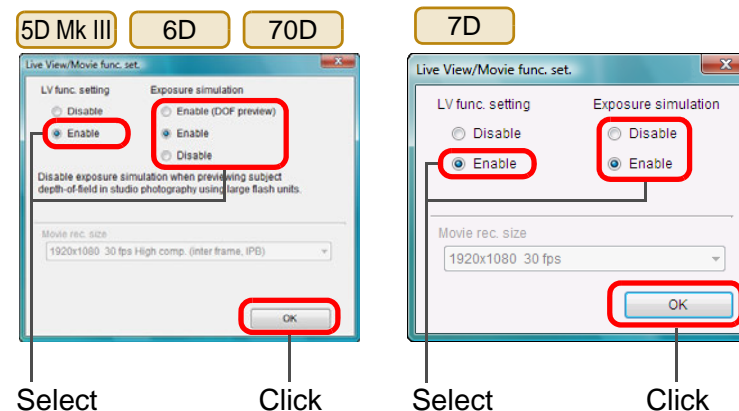 5D Mk III 6D 70D
Live View/Movie func. set.
LV func. setting Exposure simulation
Disable Enable (DOF preview)
Enable Enable
Disable
Disable exposure simulation when previewing subject
depth-of-field in studio photography using large flash units.
Movie rec. size
1920x1080 30 fps High comp. (inter frame, IPB)
OK
Select Click
7D
Live View/Movie func. set.
LV func. setting Exposure simulation
Disable Disable
Enable Enable
Movie rec. size
1920x1080 30 fps
OK
Select Click